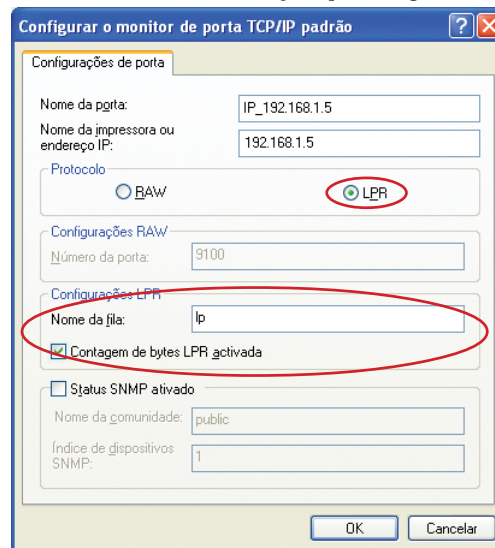 Configurar o monitor de porta TCP/IP padrão
Configurações de porta
Nome da porta: IP_192.168.1.5
Nome da impressora ou
endereço IP: 192.168.1.5
Protocolo
RAW LPR
Configurações RAW
Número da porta: 9100
Configurações LPR
Nome da fila: lp
Contagem de bytes LPR activada
Status SNMP ativado
Nome da comunidade: public
Índice de dispositivos
SNMP: 1
OK Cancelar